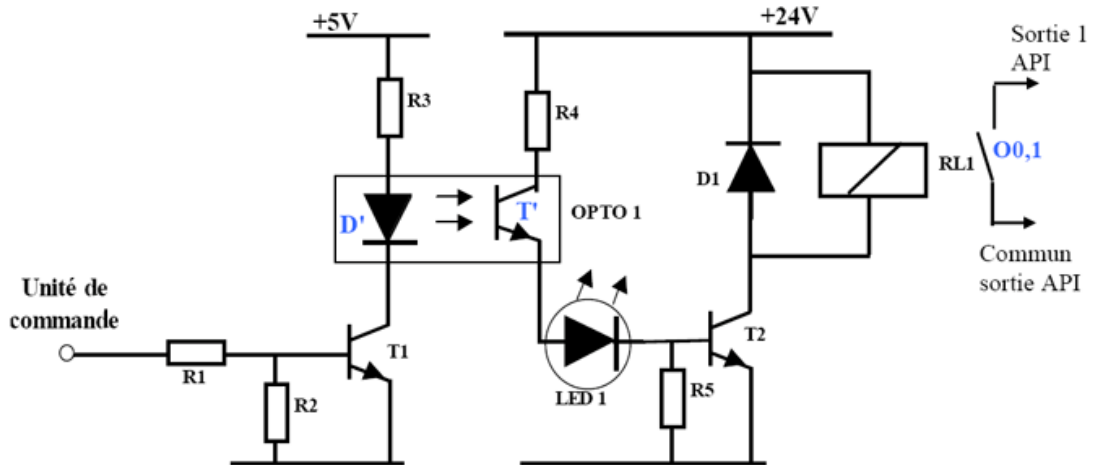 +5V
+24V
Sortie 1
API
R3
R4
D1
RL1
O0,1
D'
T'
OPTO 1
Commun
sortie API
Unité de
commande
R1
R2
T1
LED 1
R5
T2